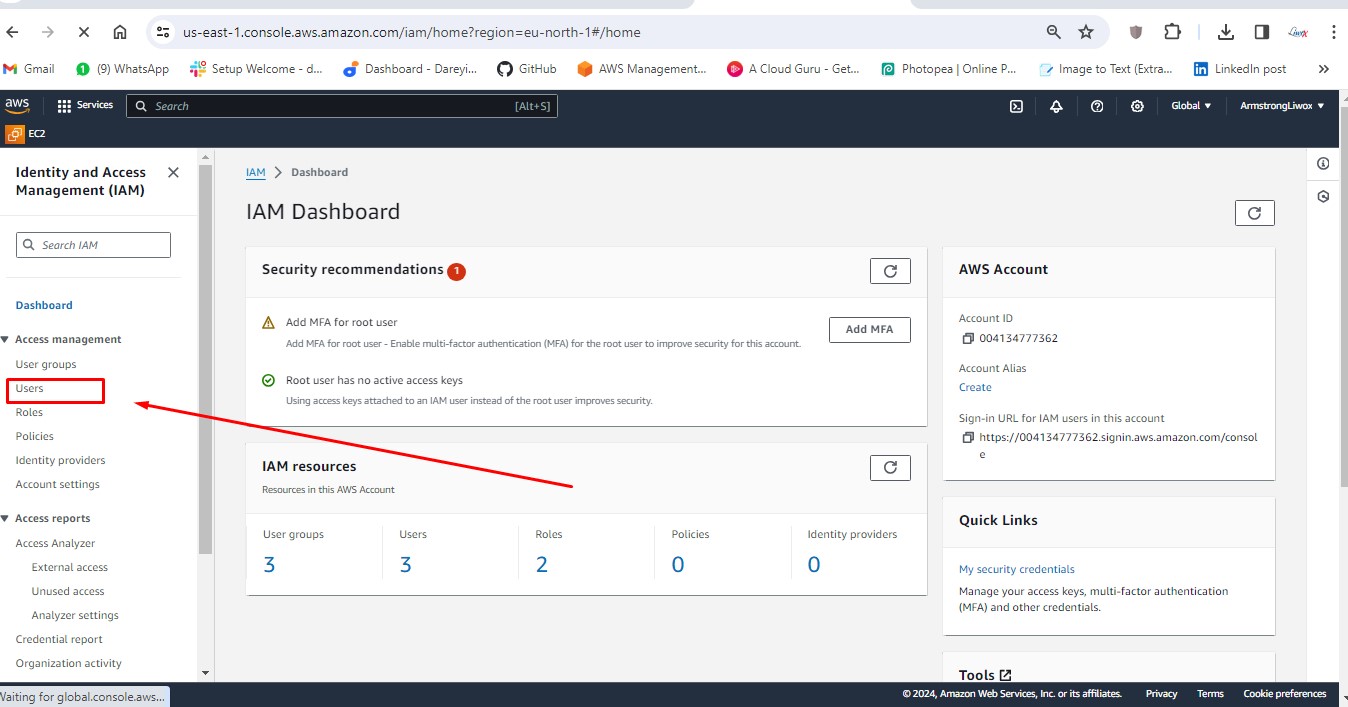 us-east-1.console.aws.amazon.com/iam/home?region=eu-north-1#/home
Gmail
(9) WhatsApp
Setup Welcome - d...
Dashboard - Dareyi...
GitHub
AWS Management...
A Cloud Guru - Get...
Photopea | Online P...
Image to Text (Extra...
LinkedIn post
aws
Services
Search
[Alt+S]
Global
ArmstrongLiwox
EC2
Identity and Access
Management (IAM)
Search IAM
Dashboard
Access management
User groups
Users
Roles
Policies
Identity providers
Account settings
Access reports
Access Analyzer
External access
Unused access
Analyzer settings
Credential report
Organization activity
Waiting for global.console.aws...
IAM > Dashboard
IAM Dashboard
Security recommendations 1
Add MFA for root user
Add MFA for root user - Enable multi-factor authentication (MFA) for the root user to improve security for this account.
Add MFA
Root user has no active access keys
Using access keys attached to an IAM user instead of the root user improves security.
IAM resources
Resources in this AWS Account
User groups
3
Users
3
Roles
2
Policies
0
Identity providers
0
AWS Account
Account ID
004134777362
Account Alias
Create
Sign-in URL for IAM users in this account
https://004134777362.signin.aws.amazon.com/consol
e
Quick Links
My security credentials
Manage your access keys, multi-factor authentication
(MFA) and other credentials.
Tools
© 2024, Amazon Web Services, Inc. or its affiliates.
Privacy
Terms
Cookie preferences